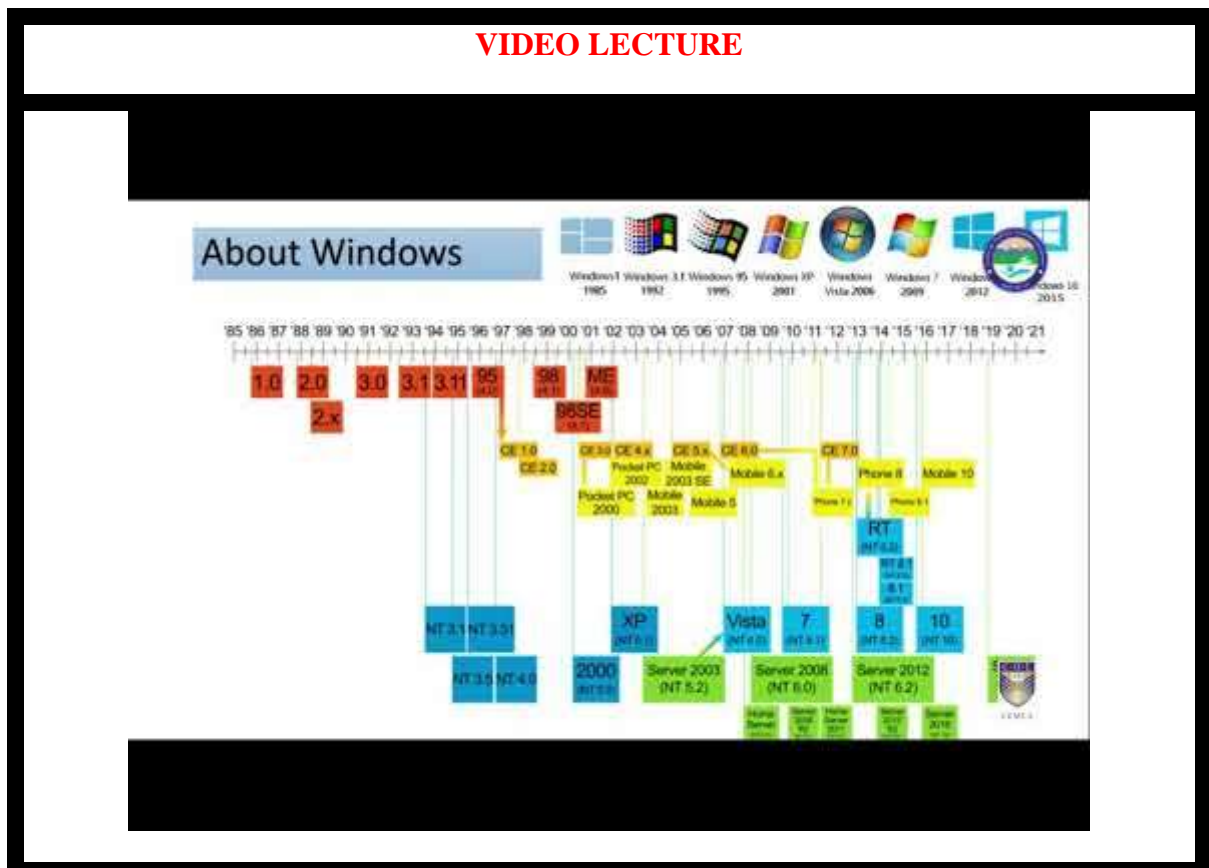 VIDEO LECTURE
About Windows
Windows 1 Windows 3.1 Windows 95 Windows XP Windows Windows 7
1985 1992 1995 2001 Vista 2006 2009 2012 2015
'85 '86 '87 '88 '89 '90 '91 '92 '93 '94 '95 '96 '97 '98 '99 '00 '01 '02 '03 '04 '05 '06 '07 '08 '09 '10 '11 '12 '13 '14 '15 '16 '17 '18 '19 '20 '21
1.0 2.0 3.0 3.1 3.11 95 98 ME
2.x 98SE
CE 1.0 CE 3.0 CE 4.x CE 5.x CE 6.0 CE 7.0
CE 2.0 Pocket PC 2002 Mobile 2003 SE Mobile 6.x Phone 8 Mobile 10
Pocket PC 2000 Mobile 2003 Mobile 5
RT
8.1
NT 3.1 NT 3.51 XP Vista 7 8 10
NT 3.5 NT 4.0 2000 Server 2003 Server 2008 Server 2012
(NT 5.2) (NT 6.0) (NT 6.2)
Home Server